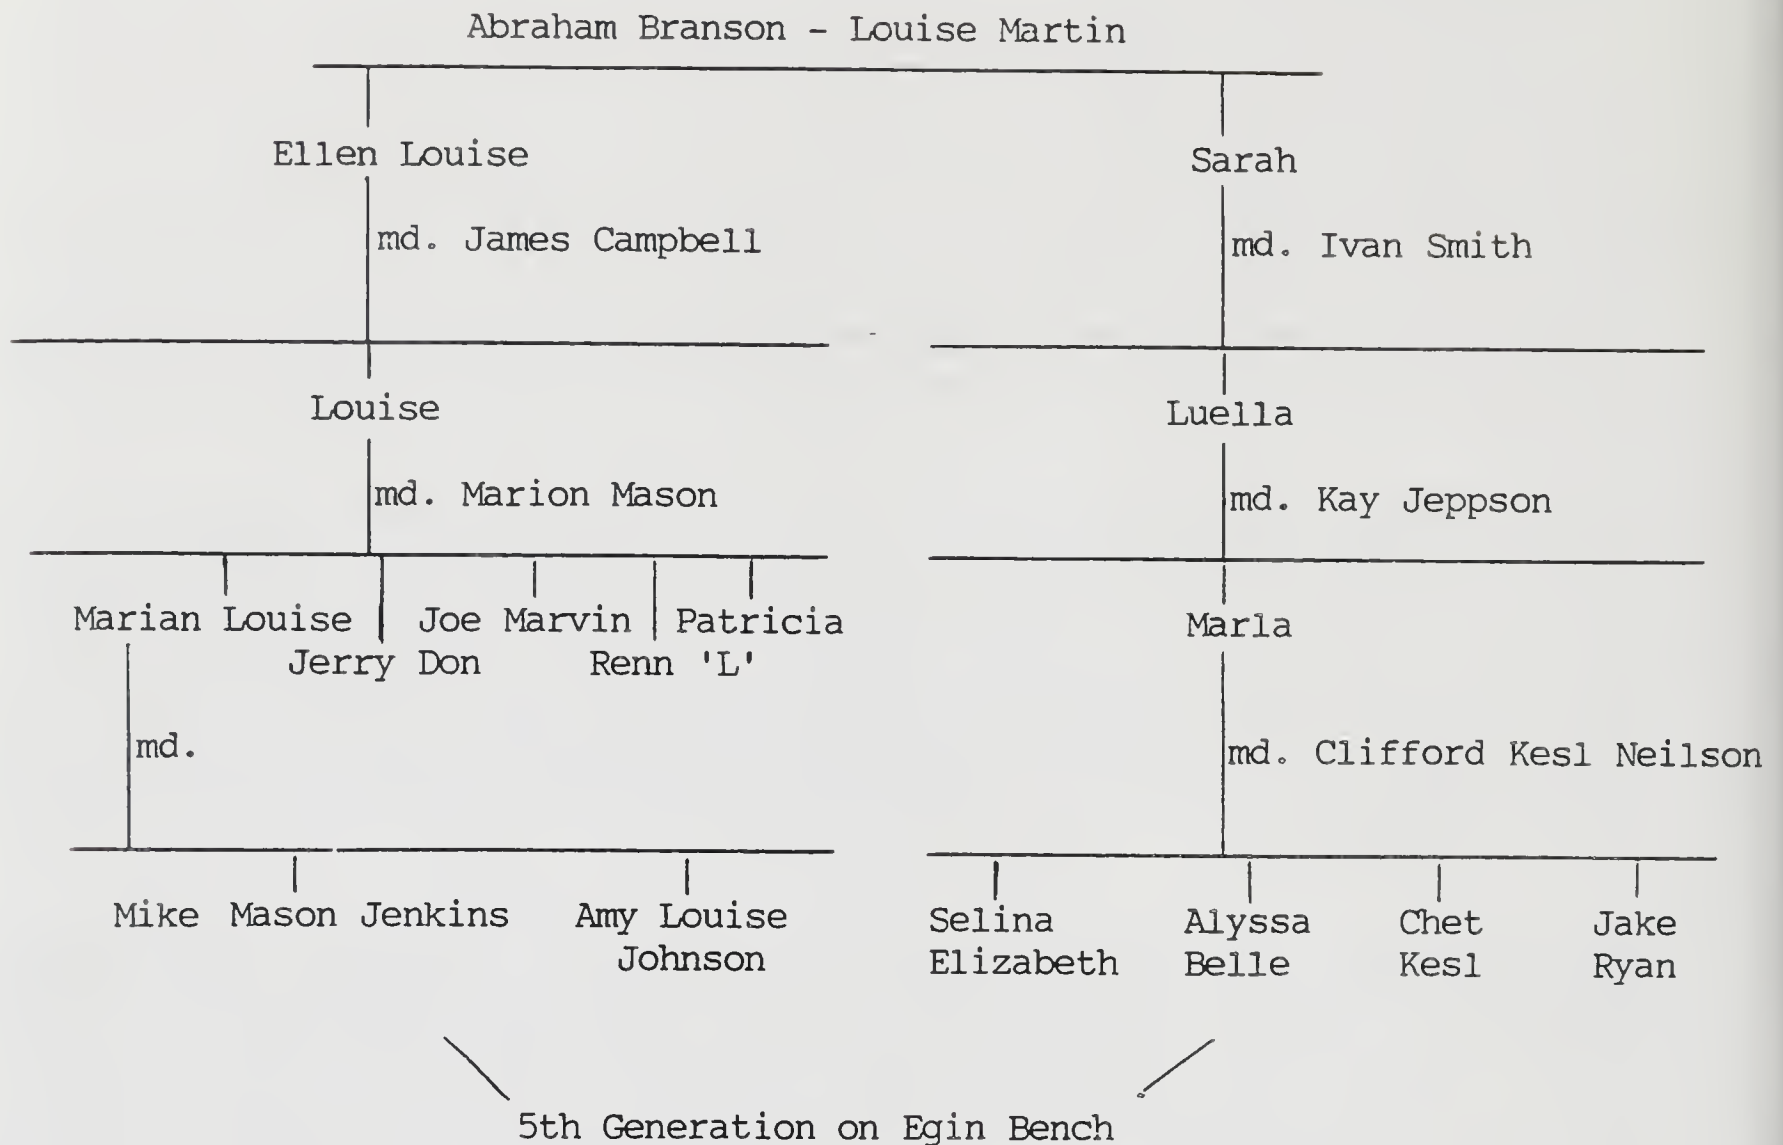 Abraham Branson - Louise Martin
Ellen Louise
Sarah
md. James Campbell
md. Ivan Smith
Louise
Luella
md. Marion Mason
md. Kay Jeppson
Marian Louise
Joe Marvin
Patricia
Jerry Don
Renn 'L'
Marla
md.
md. Clifford Kesl Neilson
Mike Mason Jenkins
Amy Louise
Johnson
Selina
Elizabeth
Alyssa
Belle
Chet
Kesl
Jake
Ryan
5th Generation on Egin Bench